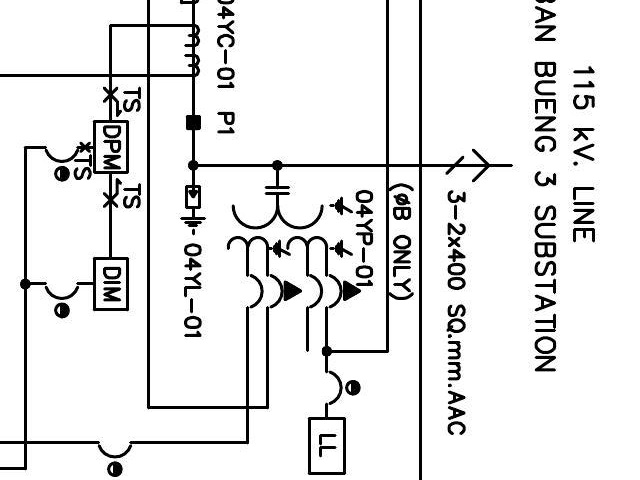 115 kV. LINE
BAN BUENG 3 SUBSTATION
3-2x400 SQ.mm.AAC
(øB ONLY)
04YP-01
04YC-01 P1
04YL-01
TS
DPM
TS
TS
DIM
LL